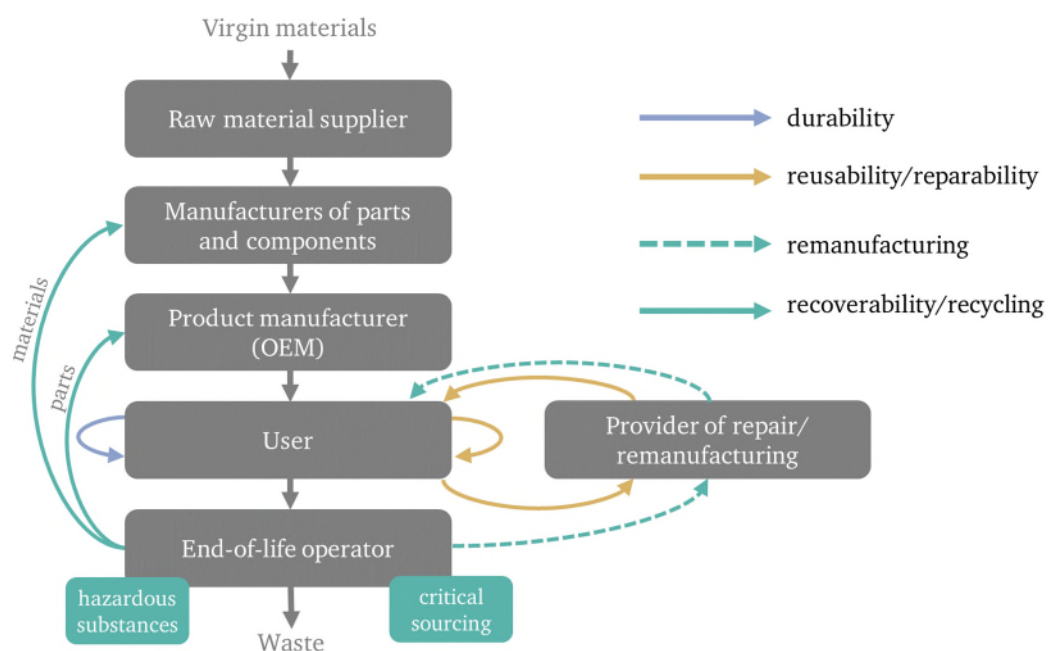 Virgin materials
Raw material supplier
durability
reusability/reparability
Manufacturers of parts
and components
remanufacturing
recoverability/recycling
materials
Product manufacturer
(OEM)
parts
User
Provider of repair/
remanufacturing
End-of-life operator
hazardous
substances
critical
sourcing
Waste